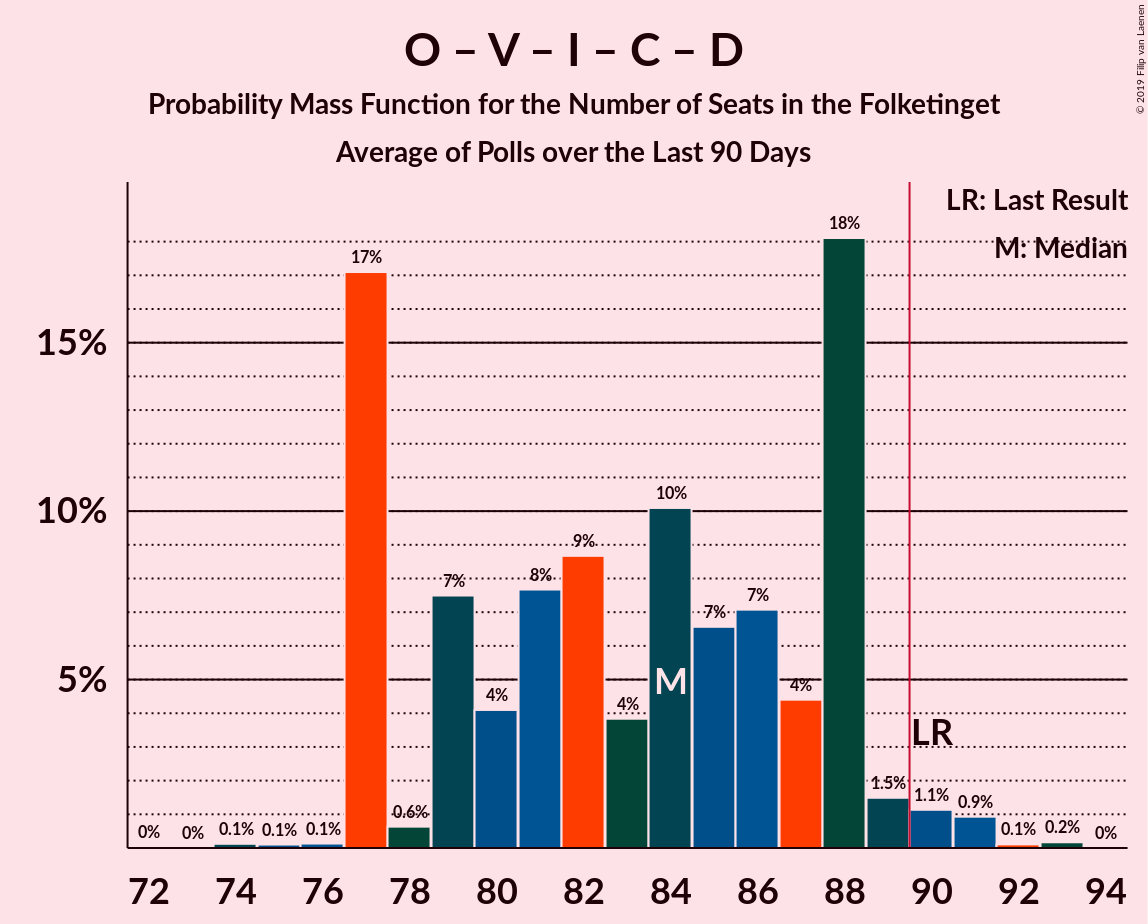 O – V – I – C – D
Probability Mass Function for the Number of Seats in the Folketinget
Average of Polls over the Last 90 Days
© 2019 Filip van Laenen
LR: Last Result
M: Median
15%
10%
5%
0%
0%
0.1%
0.1%
0.1%
17%
0.6%
7%
4%
8%
9%
4%
10%
7%
7%
4%
18%
1.5%
1.1%
0.9%
0.1%
0.2%
0%
M
LR
72 74 76 78 80 82 84 86 88 90 92 94